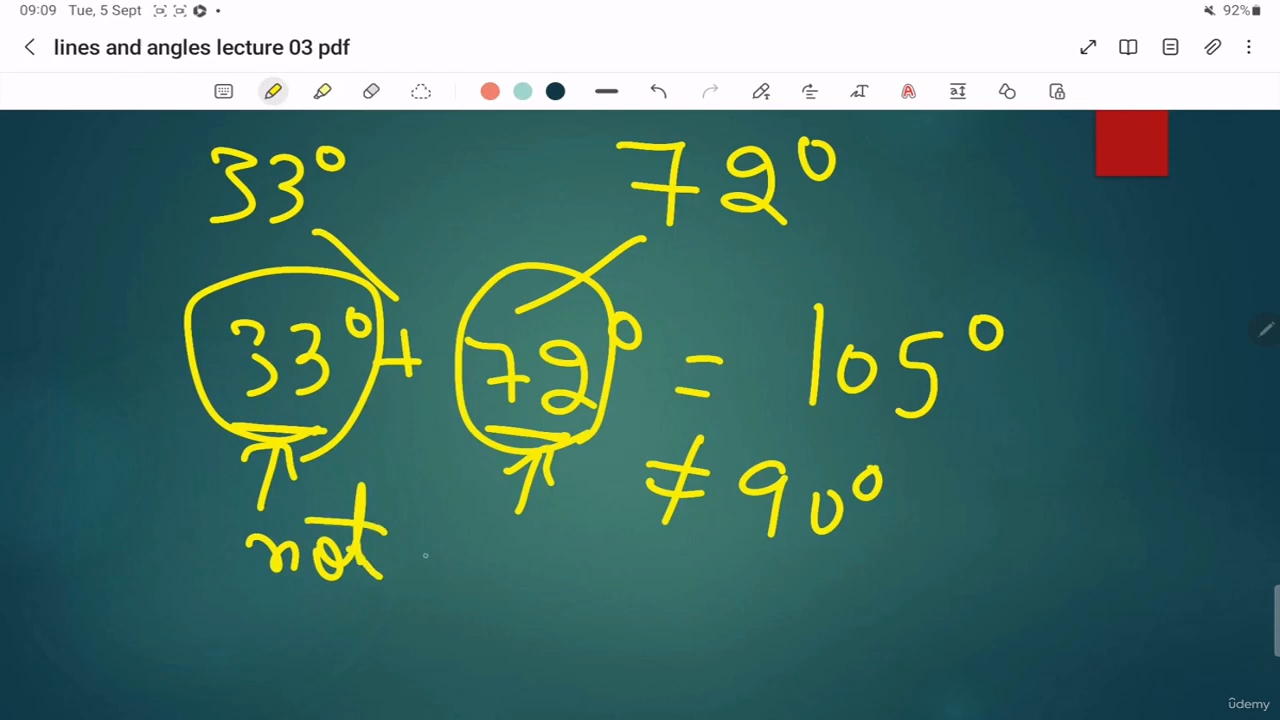 09:09 Tue, 5 Sept 92%
lines and angles lecture 03 pdf
33° 72°
33° + 72° = 105°
≠ 90°
not
ûdemy